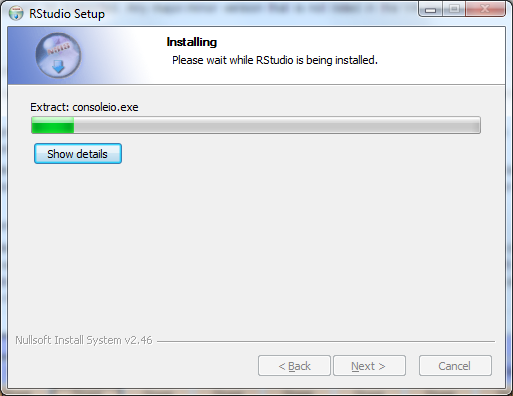 RStudio Setup
Installing
Please wait while RStudio is being installed.
Extract: consoleio.exe
Show details
Nullsoft Install System v2.46
< Back
Next >
Cancel